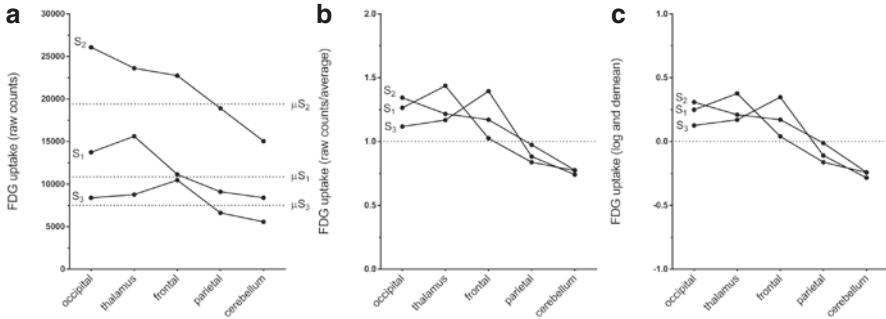 a
FDG uptake (raw counts)
30000
25000
20000
15000
10000
5000
0
S2
S1
S3
μS2
μS1
μS3
occipital
thalamus
frontal
parietal
cerebellum
b
FDG uptake (raw counts/average)
2.0
1.5
1.0
0.5
0.0
S2
S1
S3
occipital
thalamus
frontal
parietal
cerebellum
c
FDG uptake (log and demean)
1.0
0.5
0.0
-0.5
-1.0
S2
S1
S3
occipital
thalamus
frontal
parietal
cerebellum